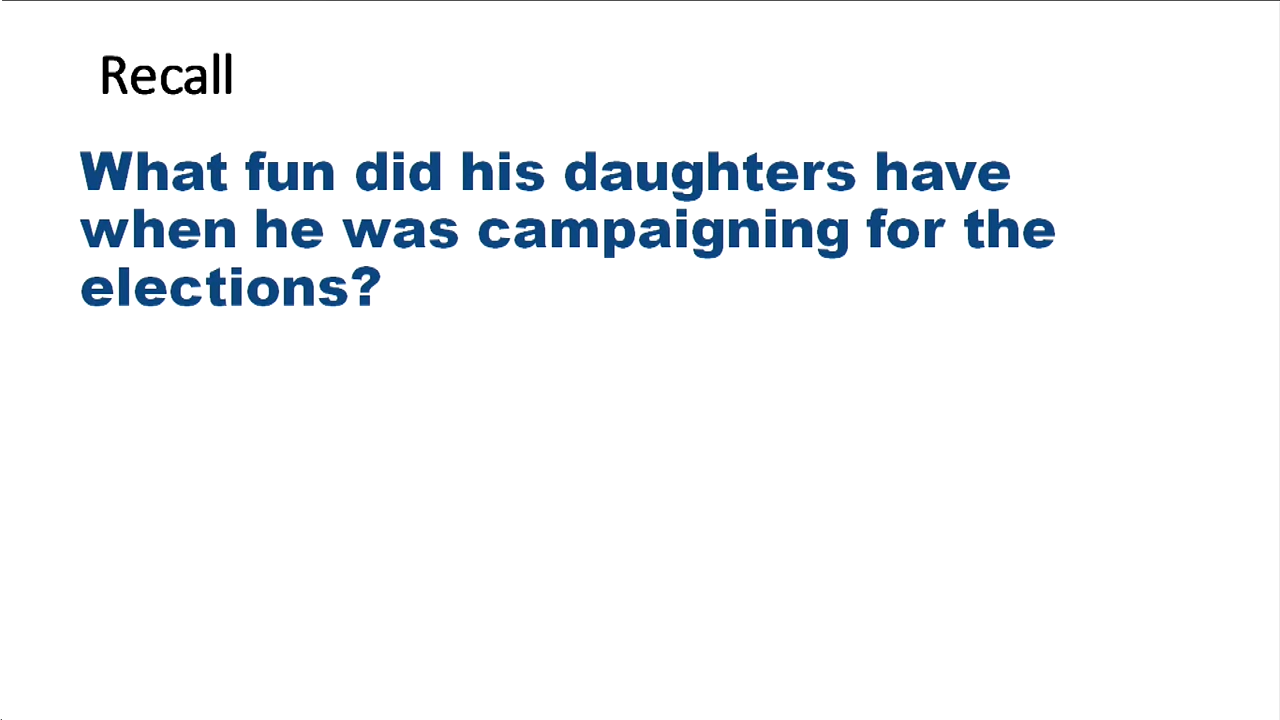 Recall
What fun did his daughters have
when he was campaigning for the
elections?